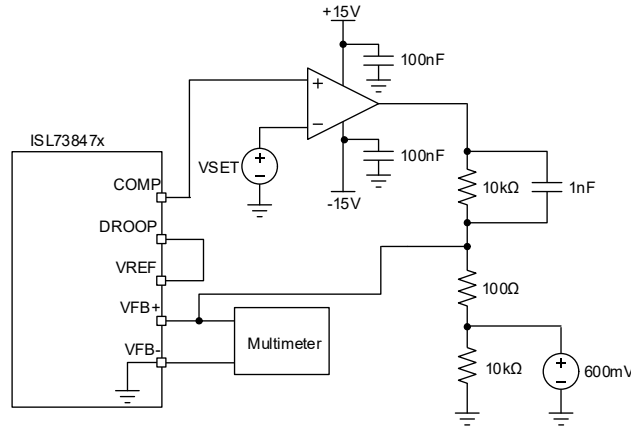 +15V
100nF
ISL73847x
+
−
VSET
+
−
100nF
-15V
10kΩ
1nF
COMP
DROOP
VREF
VFB+
VFB-
Multimeter
100Ω
10kΩ
+
−
600mV